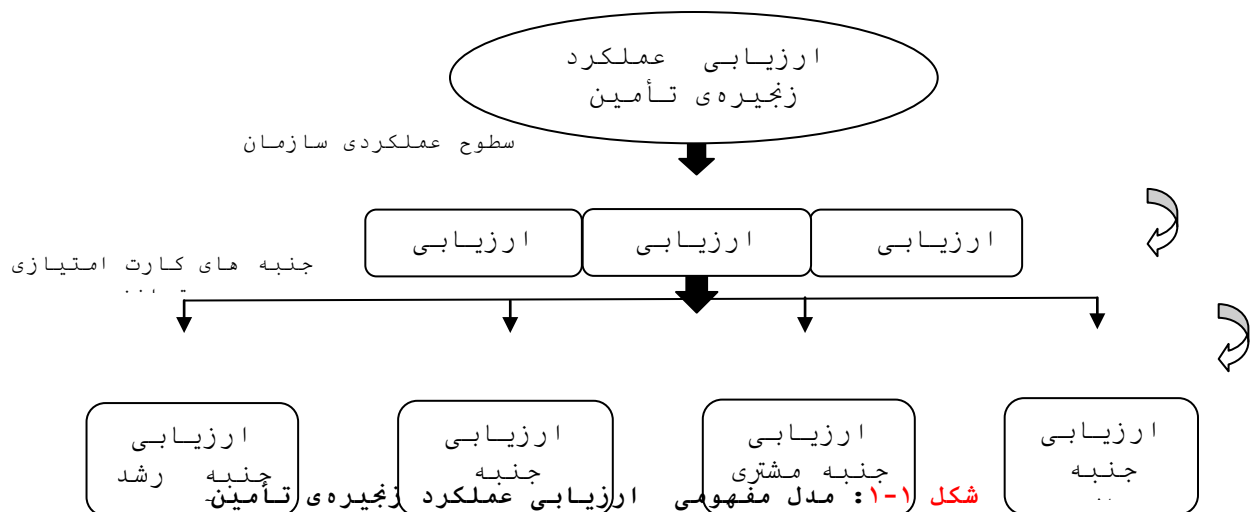 ارزیابی عملکرد
زنجیره‌ی تأمین
سطوح عملکردی سازمان
ارزیابی
ارزیابی
ارزیابی
جنبه های کارت امتیازی
ارزیابی
جنبه
ارزیابی
جنبه مشتری
ارزیابی
جنبه
ارزیابی
جنبه رشد
شکل ۱-۱: مدل مفهومی ارزیابی عملکرد زنجیره‌ی تأمین